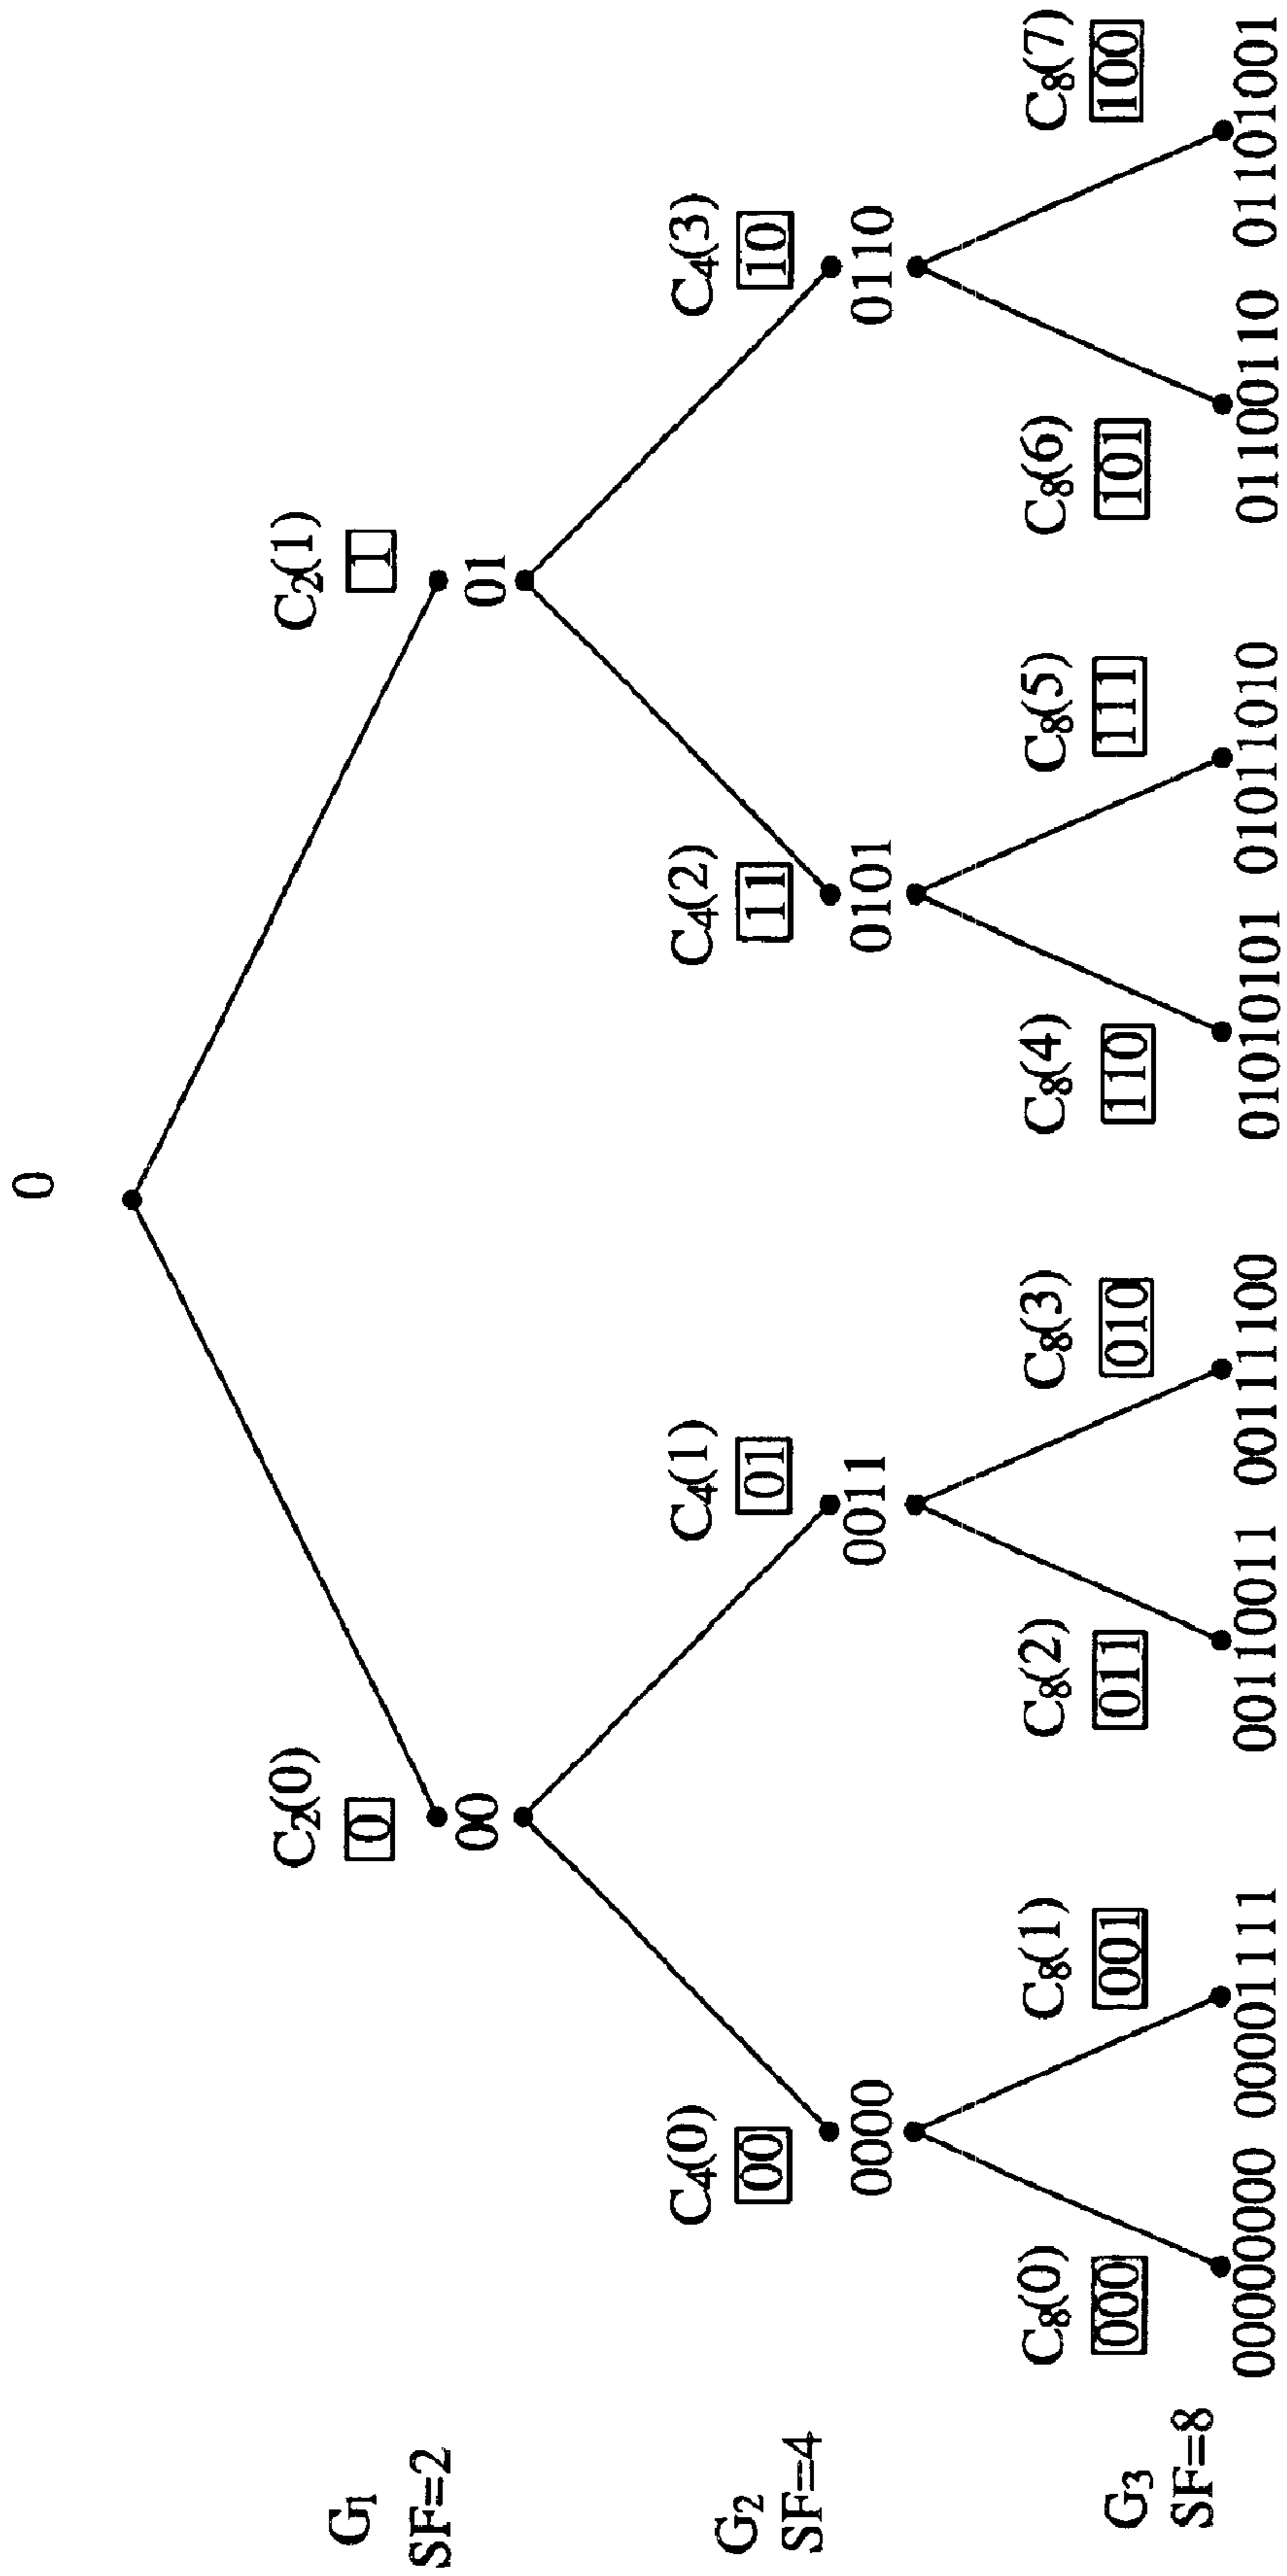 0
G1
SF=2
C2(0)
0
00
C2(1)
1
01
G2
SF=4
C4(0)
00
0000
C4(1)
01
0011
C4(2)
11
0101
C4(3)
10
0110
G3
SF=8
C8(0)
000
00000000
C8(1)
001
00001111
C8(2)
011
00110011
C8(3)
010
00111100
C8(4)
110
01010101
C8(5)
111
01011010
C8(6)
101
01100110
C8(7)
100
01101001